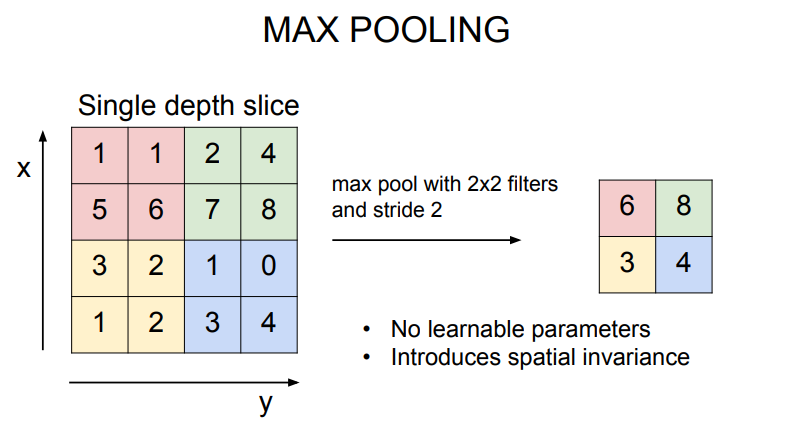 MAX POOLING
Single depth slice
x
1 1 2 4
5 6 7 8
3 2 1 0
1 2 3 4
y
max pool with 2x2 filters
and stride 2
6 8
3 4
• No learnable parameters
• Introduces spatial invariance